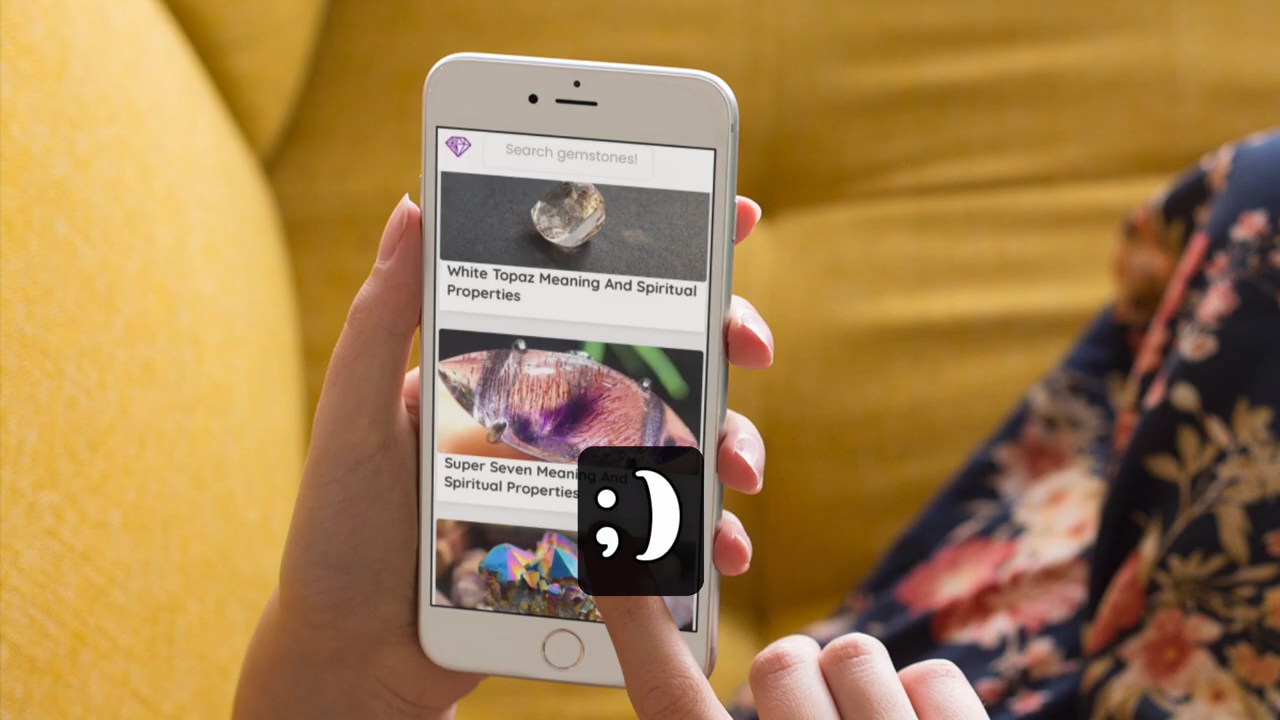 Search gemstones!
White Topaz Meaning And Spiritual
Properties
Super Seven Meaning And
Spiritual Properties
;)